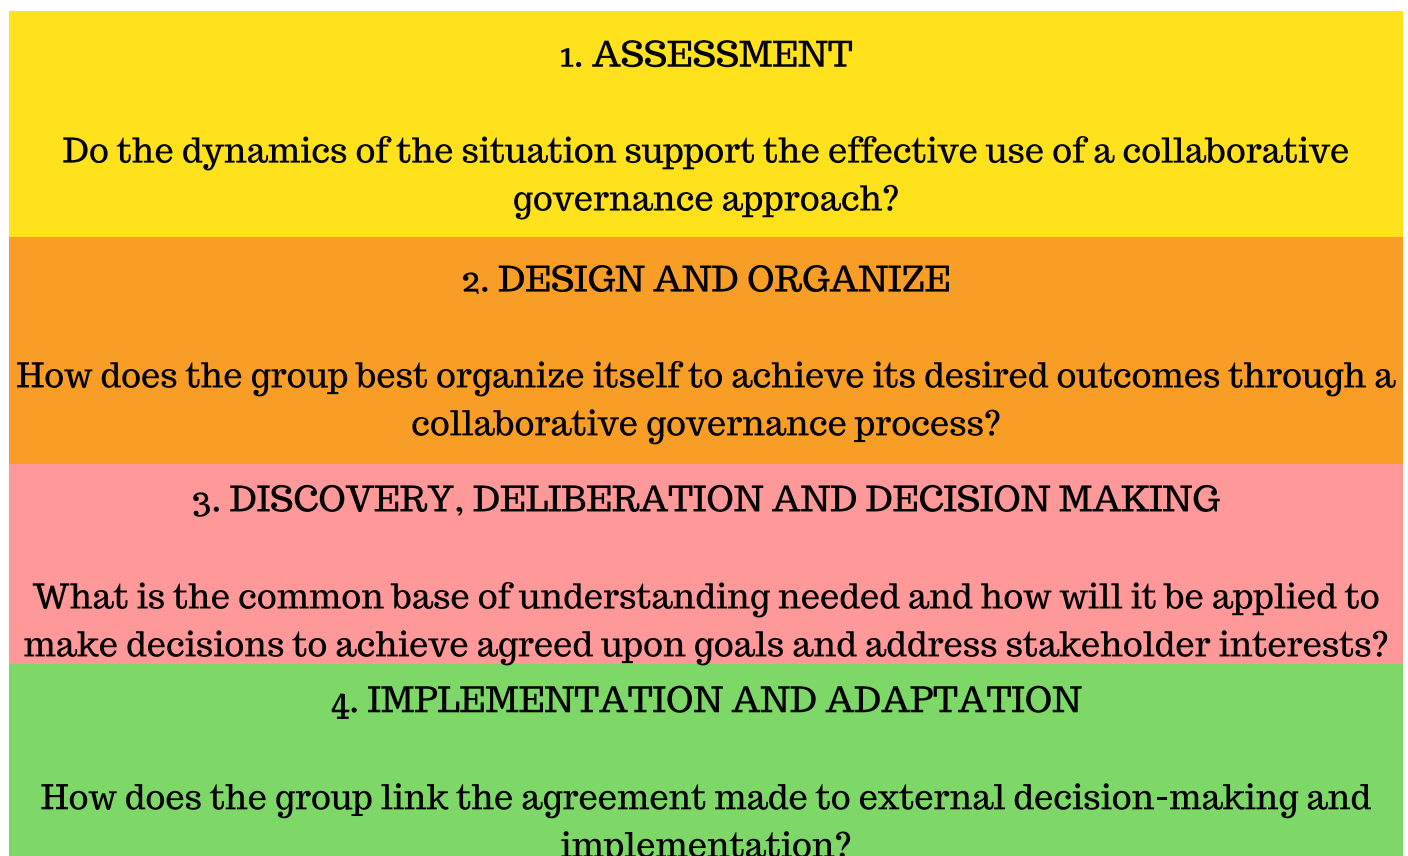 1. ASSESSMENT
Do the dynamics of the situation support the effective use of a collaborative
governance approach?
2. DESIGN AND ORGANIZE
How does the group best organize itself to achieve its desired outcomes through a
collaborative governance process?
3. DISCOVERY, DELIBERATION AND DECISION MAKING
What is the common base of understanding needed and how will it be applied to
make decisions to achieve agreed upon goals and address stakeholder interests?
4. IMPLEMENTATION AND ADAPTATION
How does the group link the agreement made to external decision-making and
implementation?